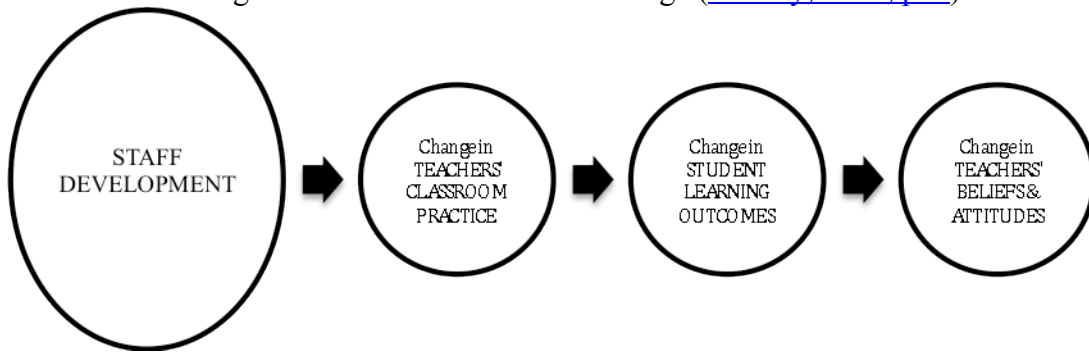 STAFF
DEVELOPMENT
Changein
TEACHERS'
CLASSROOM
PRACTICE
Changein
STUDENT
LEARNING
OUTCOMES
Changein
TEACHERS'
BELIEFS &
ATTITUDES